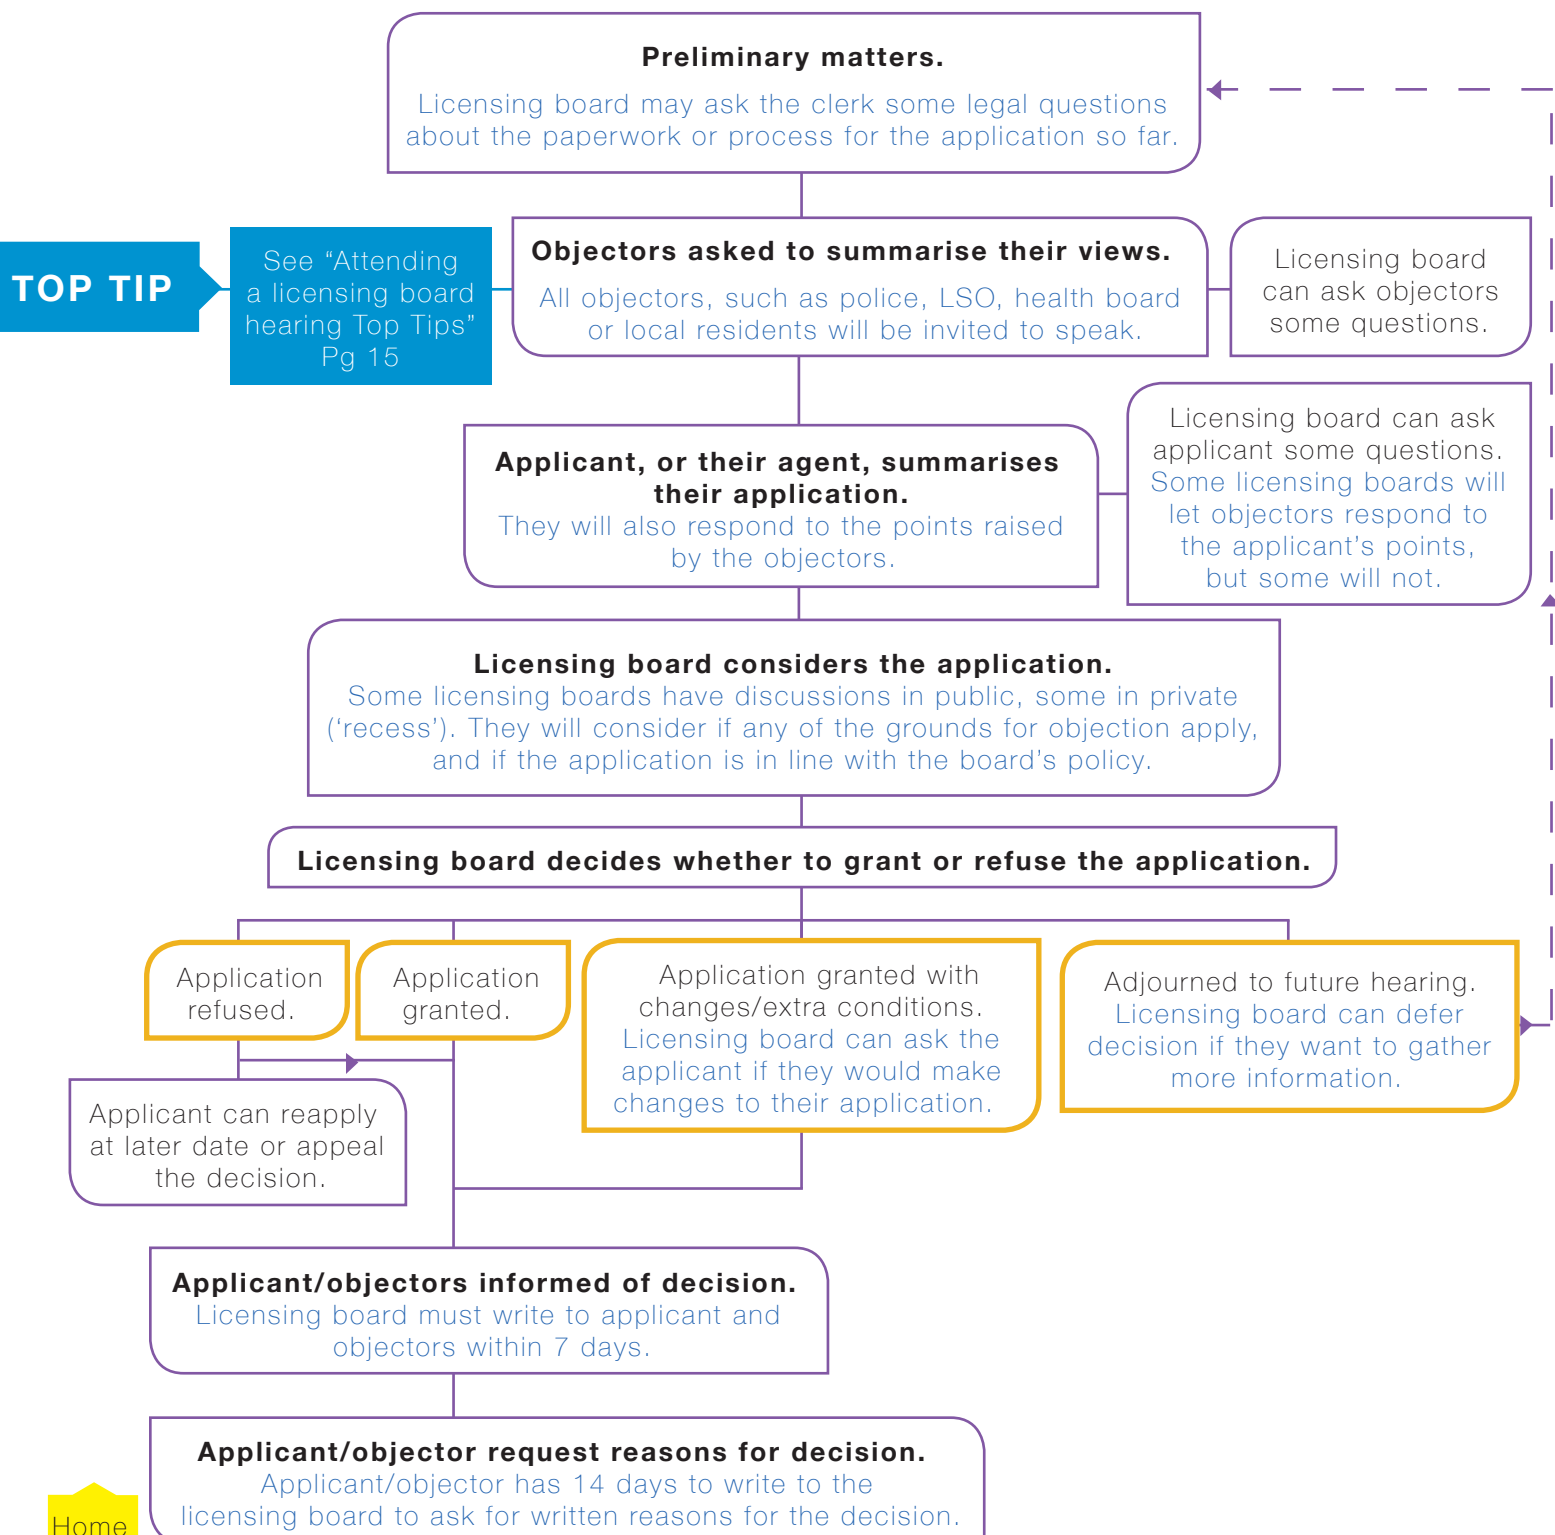 Preliminary matters.
Licensing board may ask the clerk some legal questions
about the paperwork or process for the application so far.
TOP TIP
See “Attending
a licensing board
hearing Top Tips”
Pg 15
Objectors asked to summarise their views.
All objectors, such as police, LSO, health board
or local residents will be invited to speak.
Licensing board
can ask objectors
some questions.
Applicant, or their agent, summarises
their application.
They will also respond to the points raised
by the objectors.
Licensing board can ask
applicant some questions.
Some licensing boards will
let objectors respond to
the applicant’s points,
but some will not.
Licensing board considers the application.
Some licensing boards have discussions in public, some in private
(‘recess’). They will consider if any of the grounds for objection apply,
and if the application is in line with the board’s policy.
Licensing board decides whether to grant or refuse the application.
Application
refused.
Application
granted.
Application granted with
changes/extra conditions.
Licensing board can ask the
applicant if they would make
changes to their application.
Adjourned to future hearing.
Licensing board can defer
decision if they want to gather
more information.
Applicant can reapply
at later date or appeal
the decision.
Applicant/objectors informed of decision.
Licensing board must write to applicant and
objectors within 7 days.
Applicant/objector request reasons for decision.
Applicant/objector has 14 days to write to the
licensing board to ask for written reasons for the decision.
Home